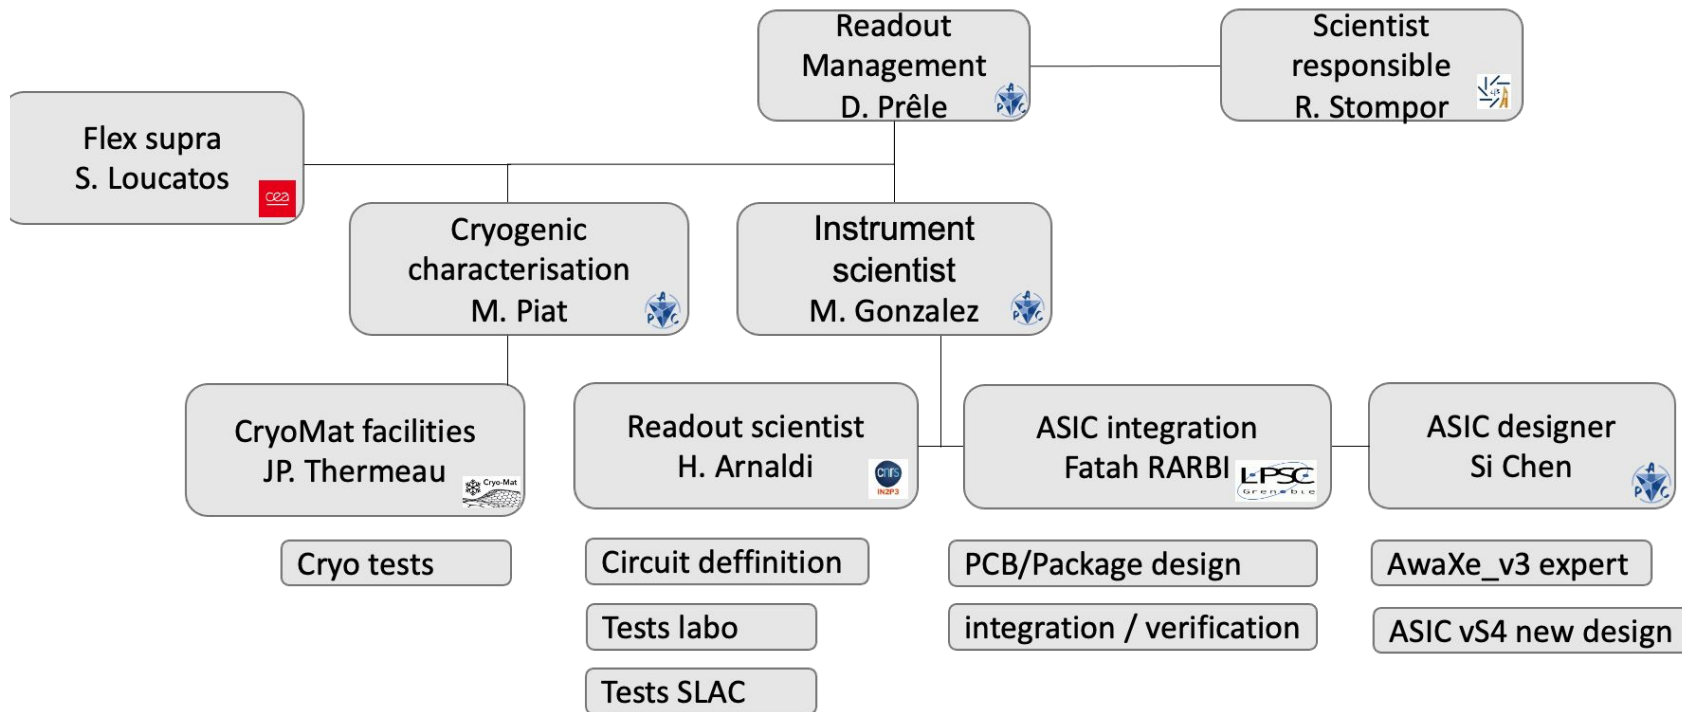 Readout
Management
D. Prêle
A
P C
Scientist
responsible
R. Stompor
Flex supra
S. Loucatos
cea
Cryogenic
characterisation
M. Piat
A
P C
Instrument
scientist
M. Gonzalez
A
P C
CryoMat facilities
JP. Thermeau
Cryo-Mat
Readout scientist
H. Arnaldi
cnrs
IN2P3
ASIC integration
Fatah RARBI
LPSC
Grenoble
ASIC designer
Si Chen
A
P C
Cryo tests
Circuit deffinition
Tests labo
Tests SLAC
PCB/Package design
integration / verification
AwaXe_v3 expert
ASIC vS4 new design